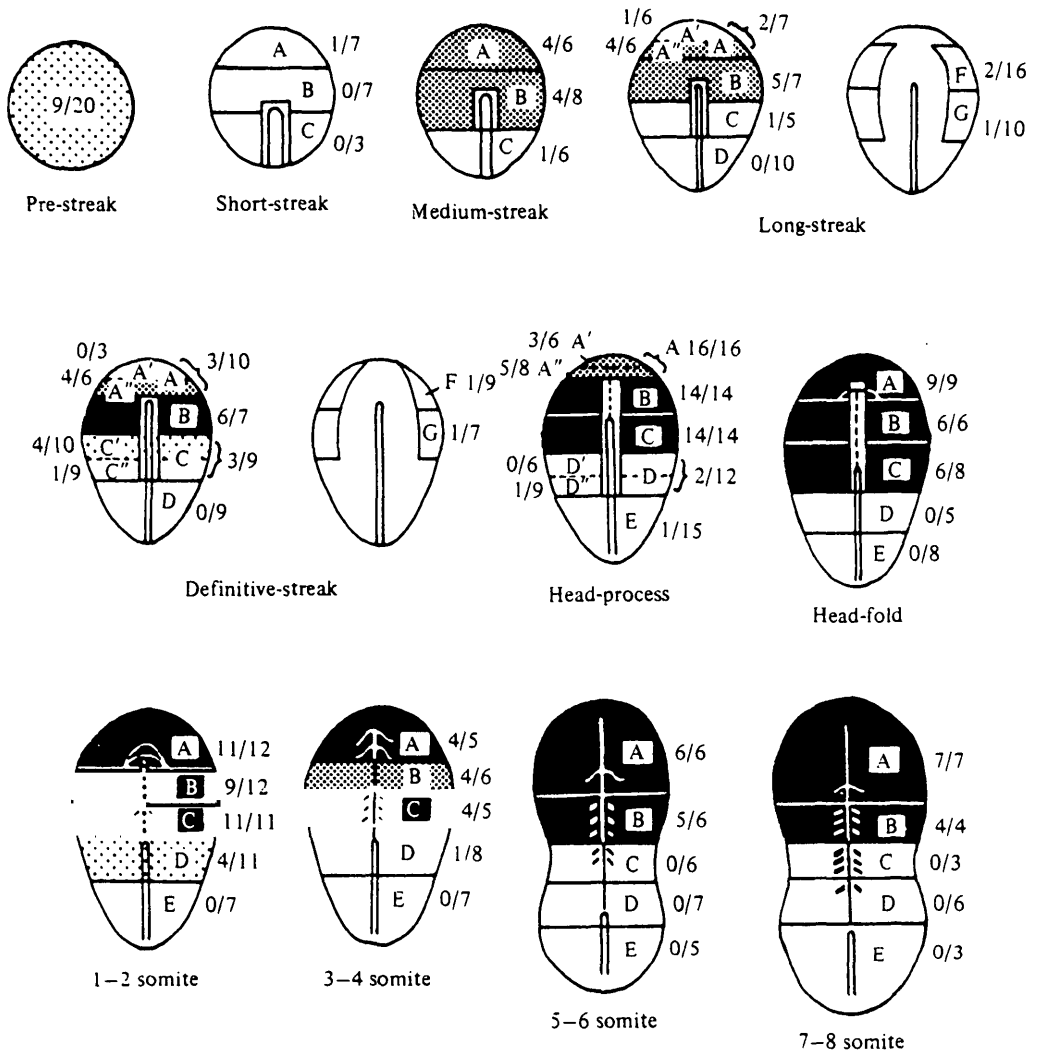 9/20
Pre-streak
A 1/7
B 0/7
C 0/3
Short-streak
A 4/6
B 4/8
C 1/6
Medium-streak
1/6 A′ 2/7
4/6 A″ A
B 5/7
C 1/5
D 0/10
F 2/16
G 1/10
Long-streak
0/3 A′ 3/10
4/6 A″ A
B 6/7
4/10 C′ C 3/9
1/9 C″
D 0/9
F 1/9
G 1/7
Definitive-streak
3/6 A′ A 16/16
5/8 A″
B 14/14
C 14/14
0/6 D′ D 2/12
1/9 D″
E 1/15
Head-process
A 9/9
B 6/6
C 6/8
D 0/5
E 0/8
Head-fold
A 11/12
B 9/12
C 11/11
D 4/11
E 0/7
1–2 somite
A 4/5
B 4/6
C 4/5
D 1/8
E 0/7
3–4 somite
A 6/6
B 5/6
C 0/6
D 0/7
E 0/5
5–6 somite
A 7/7
B 4/4
C 0/3
D 0/6
E 0/3
7–8 somite